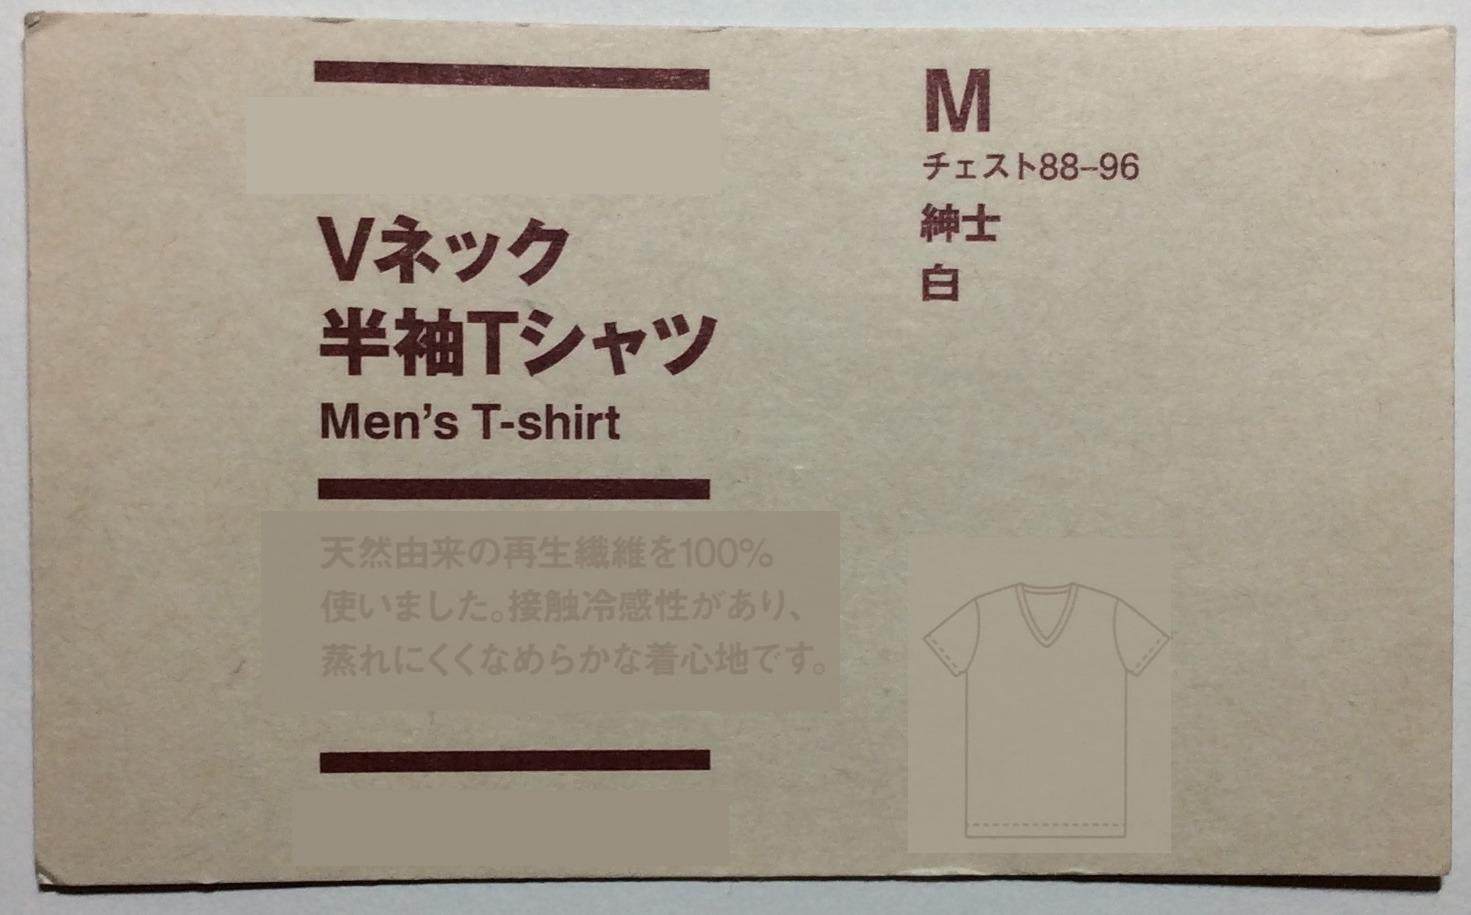 Vネック
半袖Tシャツ
Men's T-shirt
天然由来の再生繊維を100%
使いました。接触冷感性があり、
蒸れにくくなめらかな着心地です。
M
チェスト88-96
紳士
白